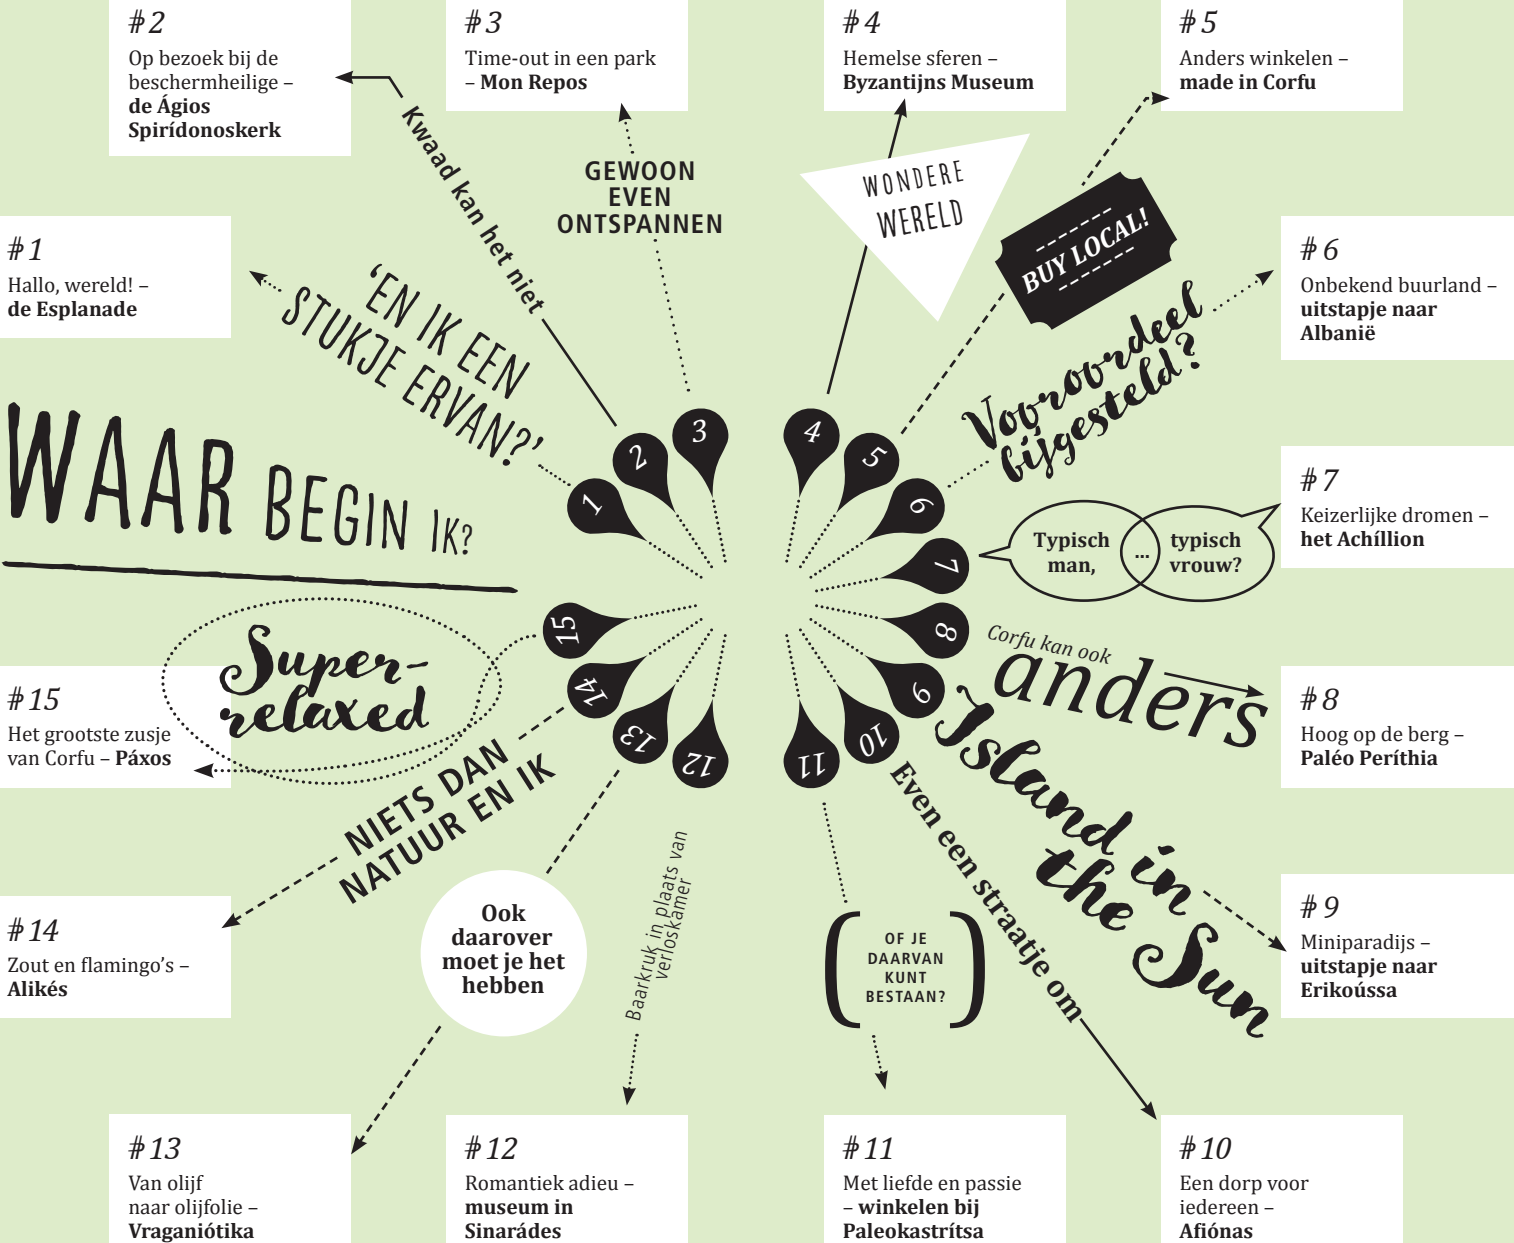 #2
Op bezoek bij de
beschermheilige –
de Ágios
Spirídonoskerk
#3
Time-out in een park
– Mon Repos
#4
Hemelse sferen –
Byzantijns Museum
#5
Anders winkelen –
made in Corfu
Kwaad kan het niet
GEWOON
EVEN
ONTSPANNEN
WONDERE
WERELD
BUY LOCAL!
#1
Hallo, wereld! –
de Esplanade
'EN IK EEN
STUKJE ERVAN?'
Vooroordeel
bijgesteld?
#6
Onbekend buurland –
uitstapje naar
Albanië
WAAR BEGIN IK?
1
2
3
4
5
6
7
8
9
10
11
12
13
14
15
Typisch
man,
...
typisch
vrouw?
#7
Keizerlijke dromen –
het Achíllion
Corfu kan ook
anders
#8
Hoog op de berg –
Paléo Períthia
Super-
relaxed
#15
Het grootste zusje
van Corfu – Páxos
NIETS DAN
NATUUR EN IK
#14
Zout en flamingo's –
Alikés
Ook
daarover
moet je het
hebben
Baarkruk in plaats van
verloskamer
OF JE
DAARVAN
KUNT
BESTAAN?
Even een straatje om
Island in
the Sun
#9
Miniparadijs –
uitstapje naar
Erikoússa
#13
Van olijf
naar olijfolie –
Vraganiótika
#12
Romantiek adieu –
museum in
Sinarádes
#11
Met liefde en passie
– winkelen bij
Paleokastrítsa
#10
Een dorp voor
iedereen –
Afiónas